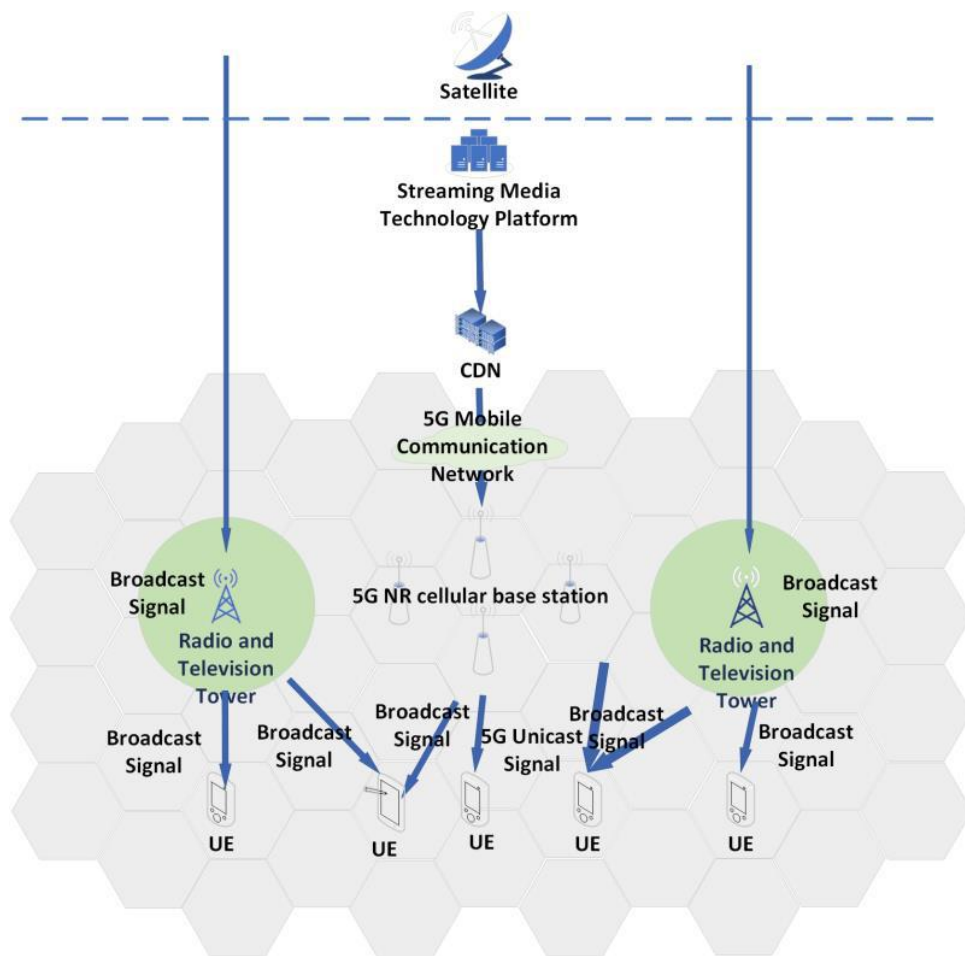 Satellite
Streaming Media
Technology Platform
CDN
5G Mobile
Communication
Network
Broadcast
Signal
5G NR cellular base station
Broadcast
Signal
Radio and
Television
Tower
Radio and
Television
Tower
Broadcast
Signal
Broadcast
Signal
Broadcast
Signal
5G Unicast
Signal
Broadcast
Signal
Broadcast
Signal
UE
UE
UE
UE
UE